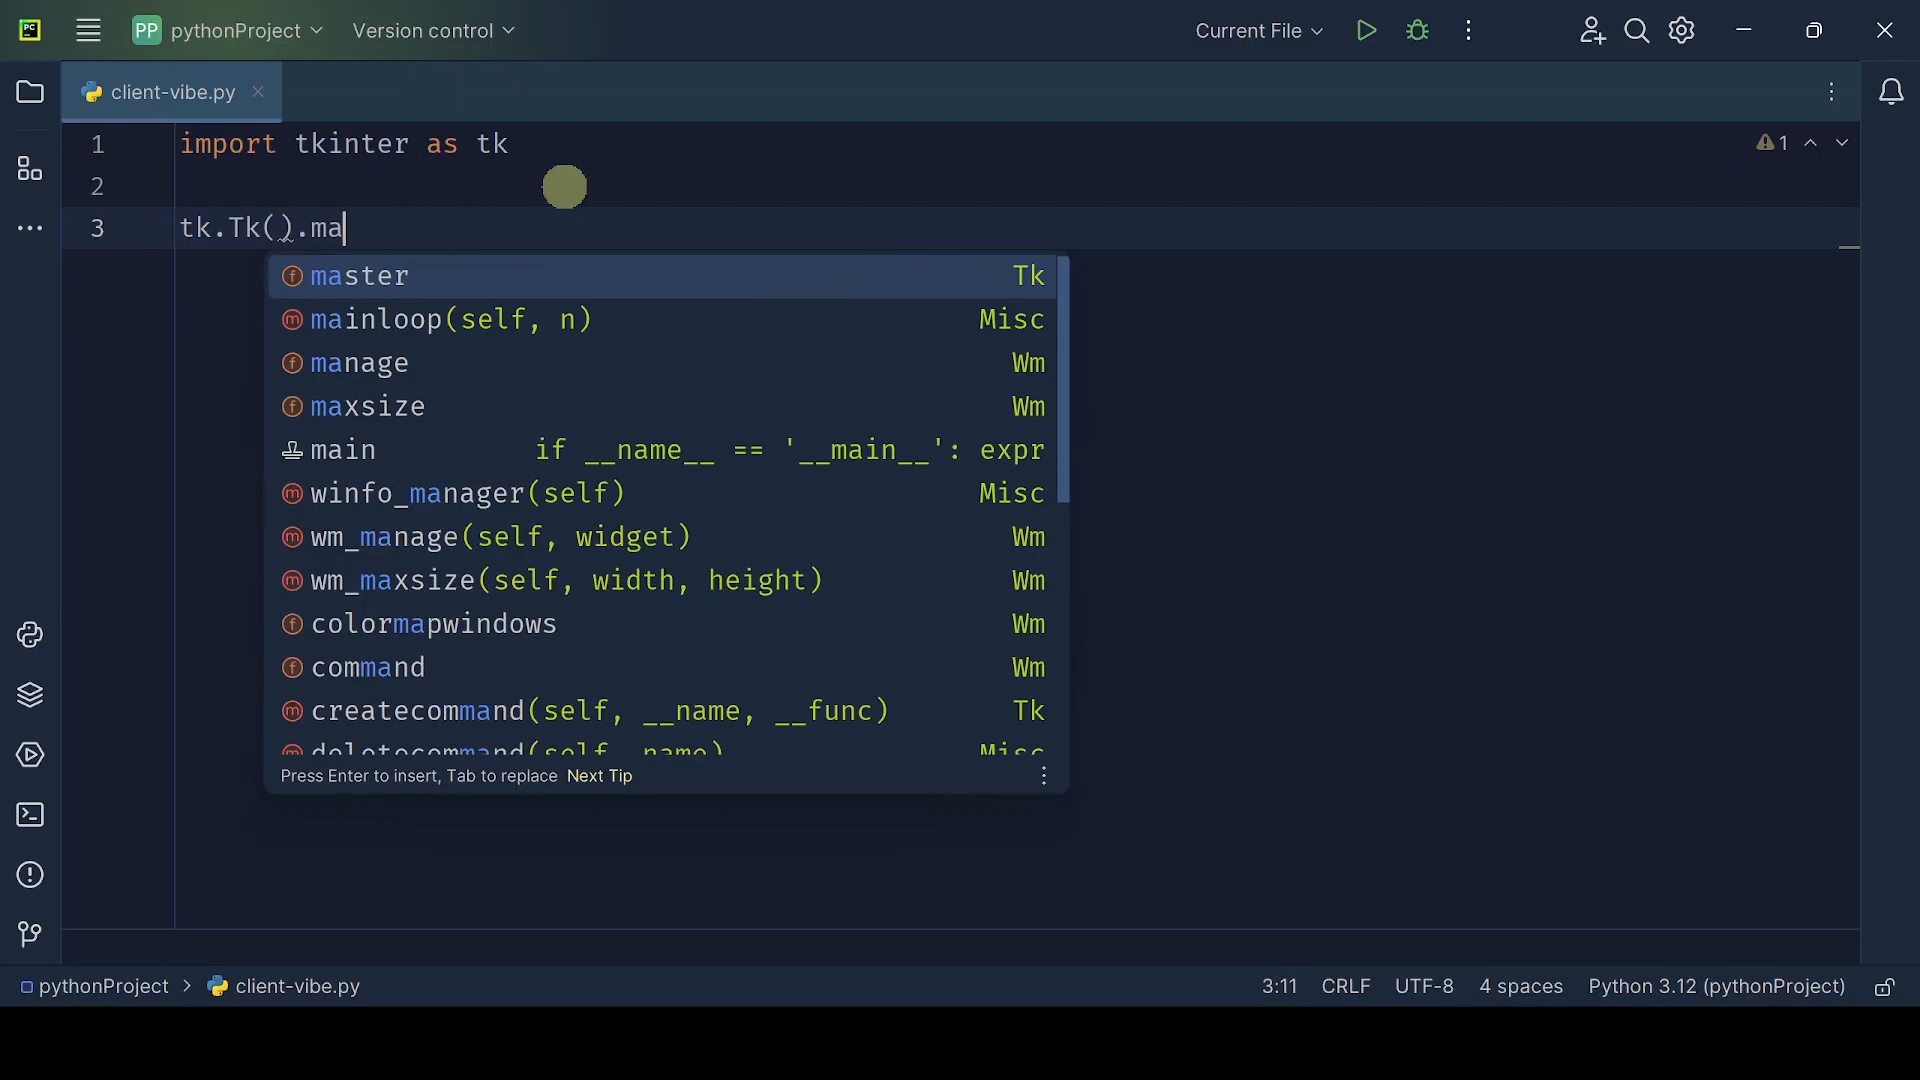 PC
PP pythonProject
Version control
Current File
client-vibe.py
1 import tkinter as tk
1
2
3 tk.Tk().ma
master Tk
mainloop(self, n) Misc
manage Wm
maxsize Wm
main if __name__ == '__main__': expr
winfo_manager(self) Misc
wm_manage(self, widget) Wm
wm_maxsize(self, width, height) Wm
colormapwindows Wm
command Wm
createcommand(self, __name, __func) Tk
deletecommand(self, name) Misc
Press Enter to insert, Tab to replace Next Tip
pythonProject > client-vibe.py
3:11 CRLF UTF-8 4 spaces Python 3.12 (pythonProject)